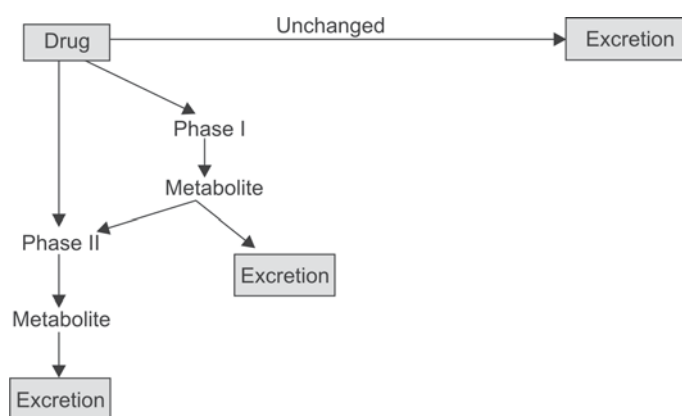 Unchanged
Drug
Excretion
Phase I
Metabolite
Phase II
Excretion
Metabolite
Excretion